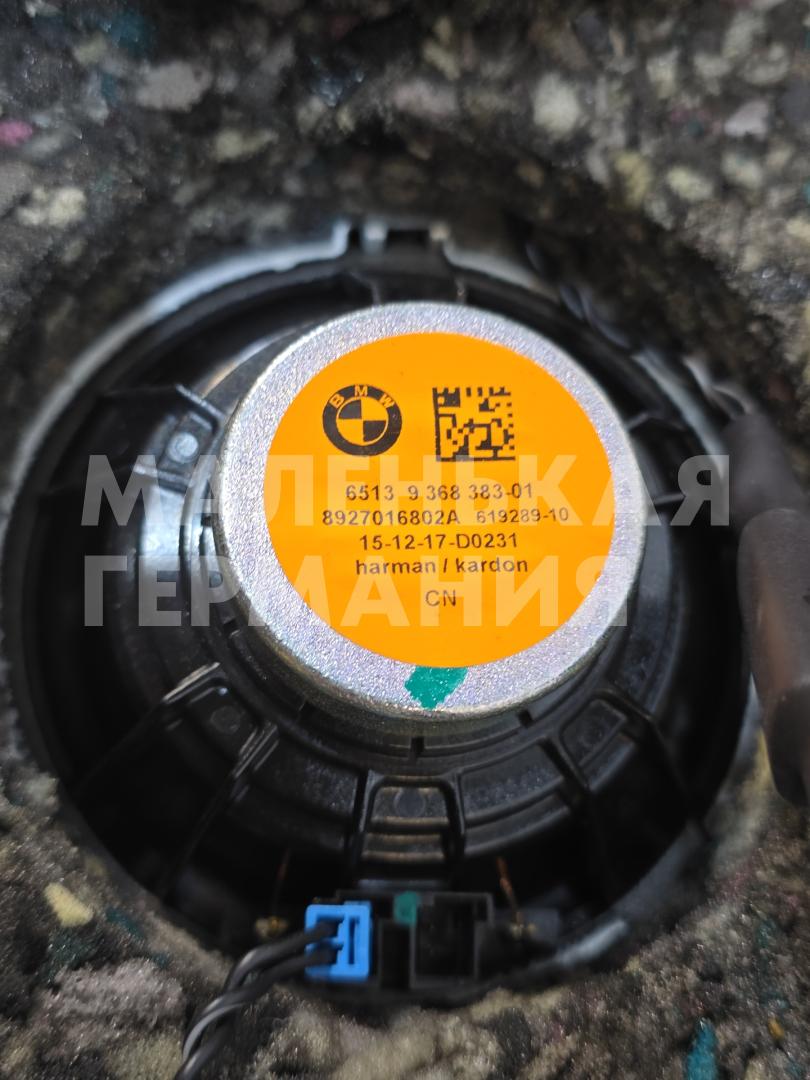 BMW
6513 9 368 383-01
8927016802A 619289-10
15-12-17-D0231
harman / kardon
CN
МАЛЕНЬКАЯ
ГЕРМАНИЯ